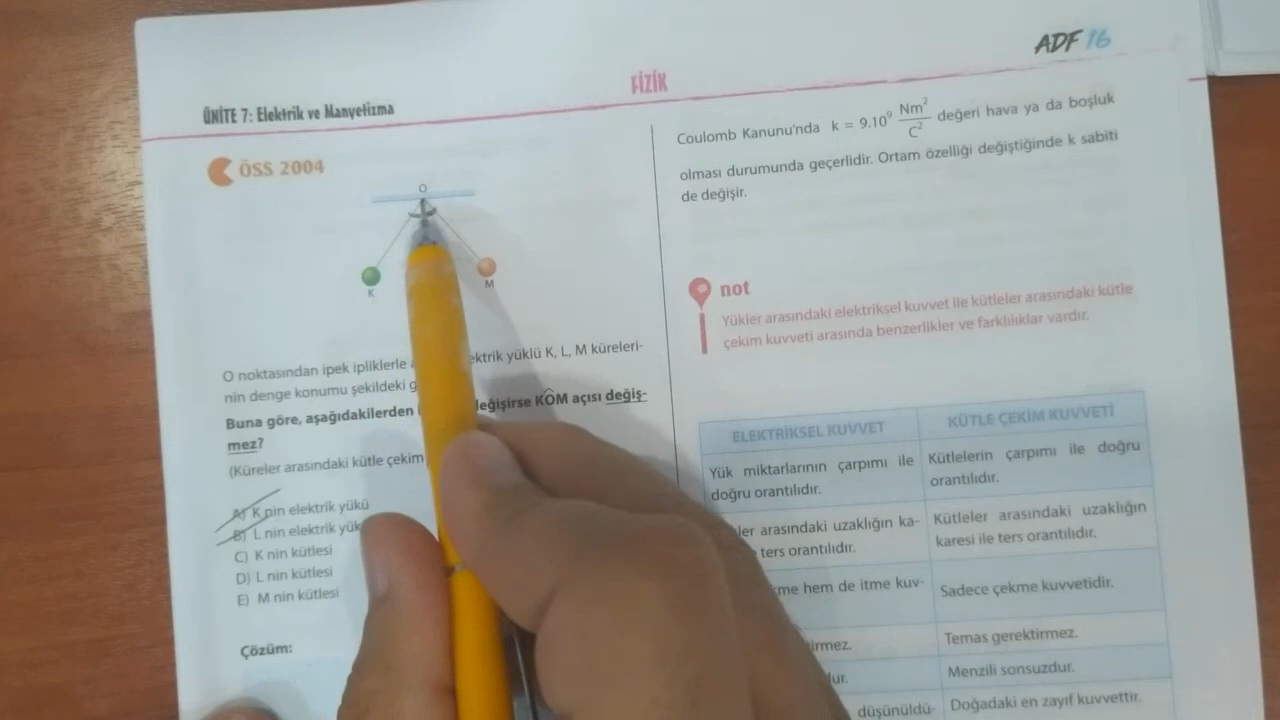 ADF 16
FİZİK
ÜNİTE 7: Elektrik ve Manyetizma
ÖSS 2004
O
K
M
O noktasından ipek ipliklerle ektrik yüklü K, L, M küreleri-
nin denge konumu şekildeki
Buna göre, aşağıdakilerden değişirse KÔM açısı değiş-
mez?
(Küreler arasındaki kütle çekim
A) K nin elektrik yükü
B) L nin elektrik yük
C) K nin kütlesi
D) L nin kütlesi
E) M nin kütlesi
Çözüm:
Coulomb Kanunu'nda k = 9.10⁹ Nm²/C² değeri hava ya da boşluk
olması durumunda geçerlidir. Ortam özelliği değiştiğinde k sabiti
de değişir.
not
Yükler arasındaki elektriksel kuvvet ile kütleler arasındaki kütle
çekim kuvveti arasında benzerlikler ve farklılıklar vardır.
ELEKTRİKSEL KUVVET
KÜTLE ÇEKİM KUVVETİ
Yük miktarlarının çarpımı ile
doğru orantılıdır.
Kütlelerin çarpımı ile doğru
orantılıdır.
ler arasındaki uzaklığın ka-
ters orantılıdır.
Kütleler arasındaki uzaklığın
karesi ile ters orantılıdır.
kme hem de itme kuv-
Sadece çekme kuvvetidir.
irmez.
Temas gerektirmez.
lur.
Menzili sonsuzdur.
düşünüldü-
Doğadaki en zayıf kuvvettir.